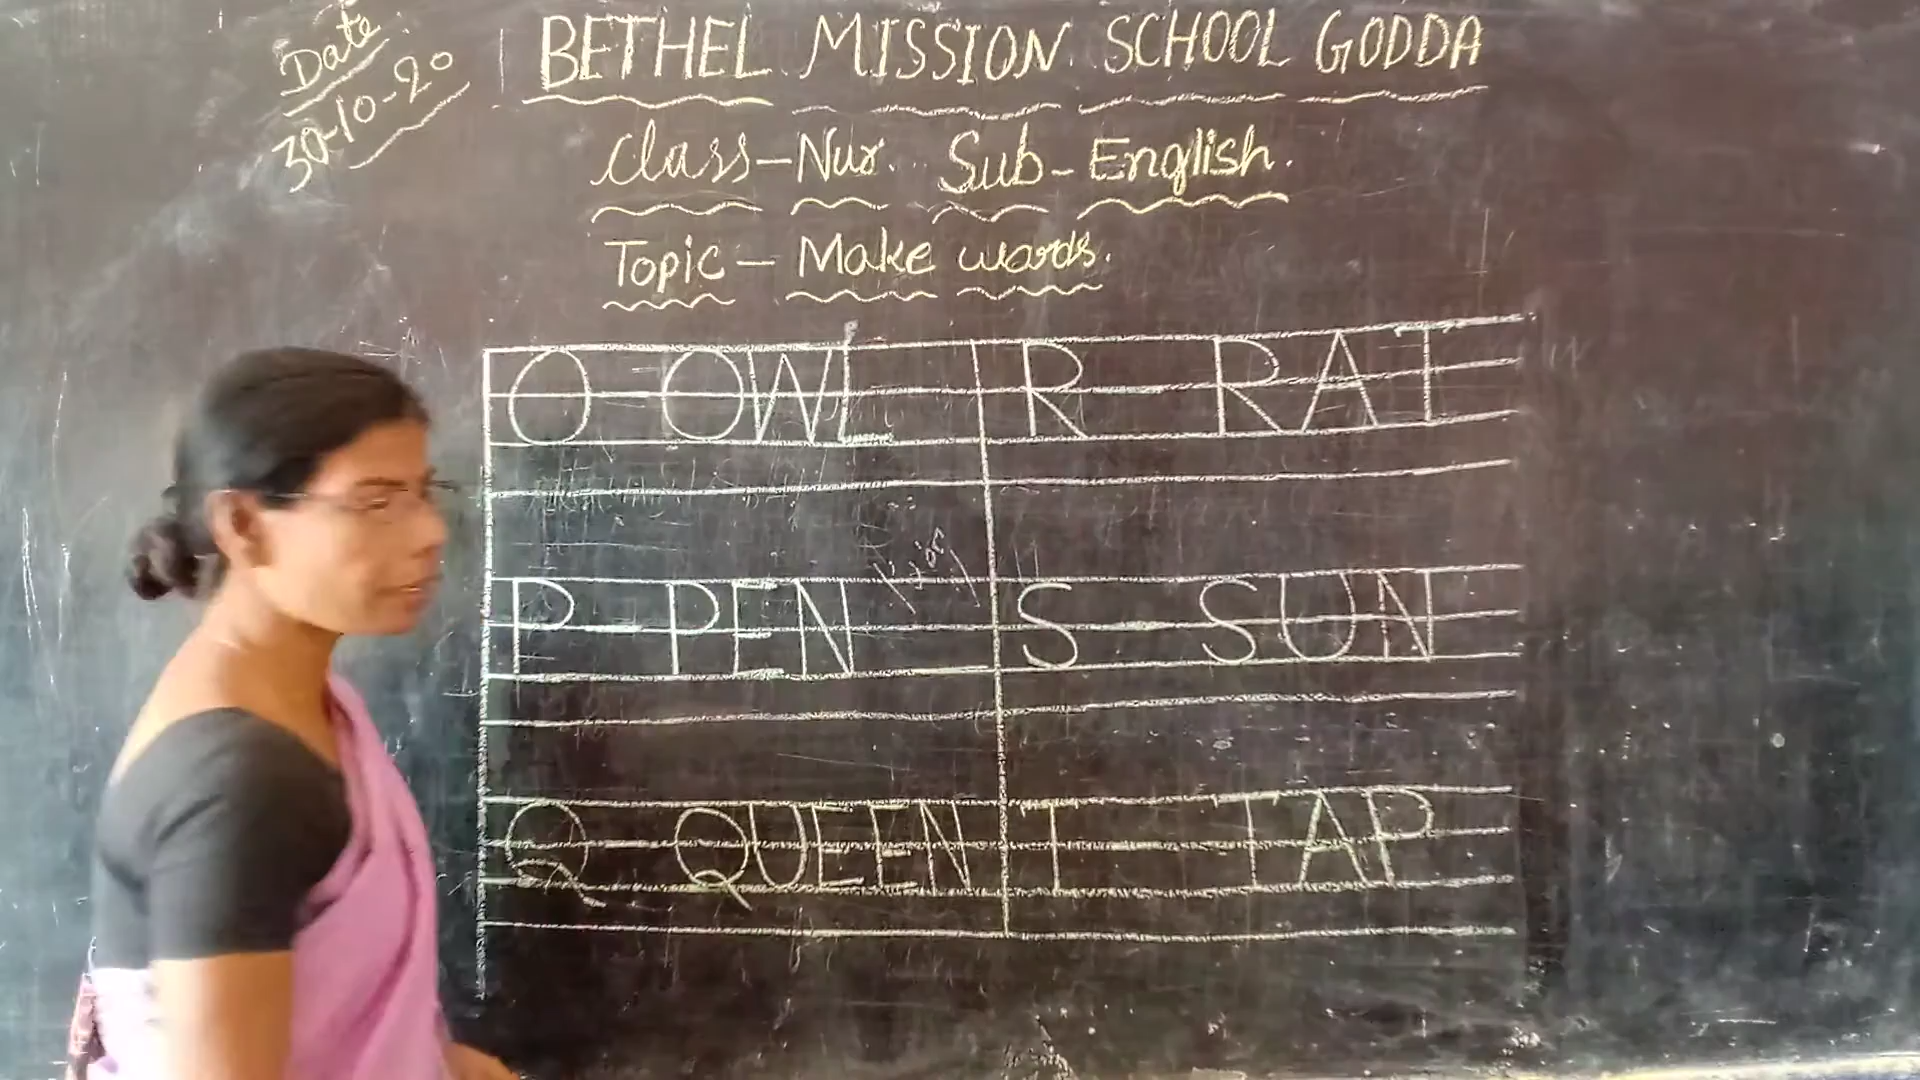 Date
30-10-20
BETHEL MISSION SCHOOL GODDA
Class-Nur. Sub-English.
Topic- Make words.
O - OWL
R - RAT
P - PEN
S - SUN
Q - QUEEN
T - TAP